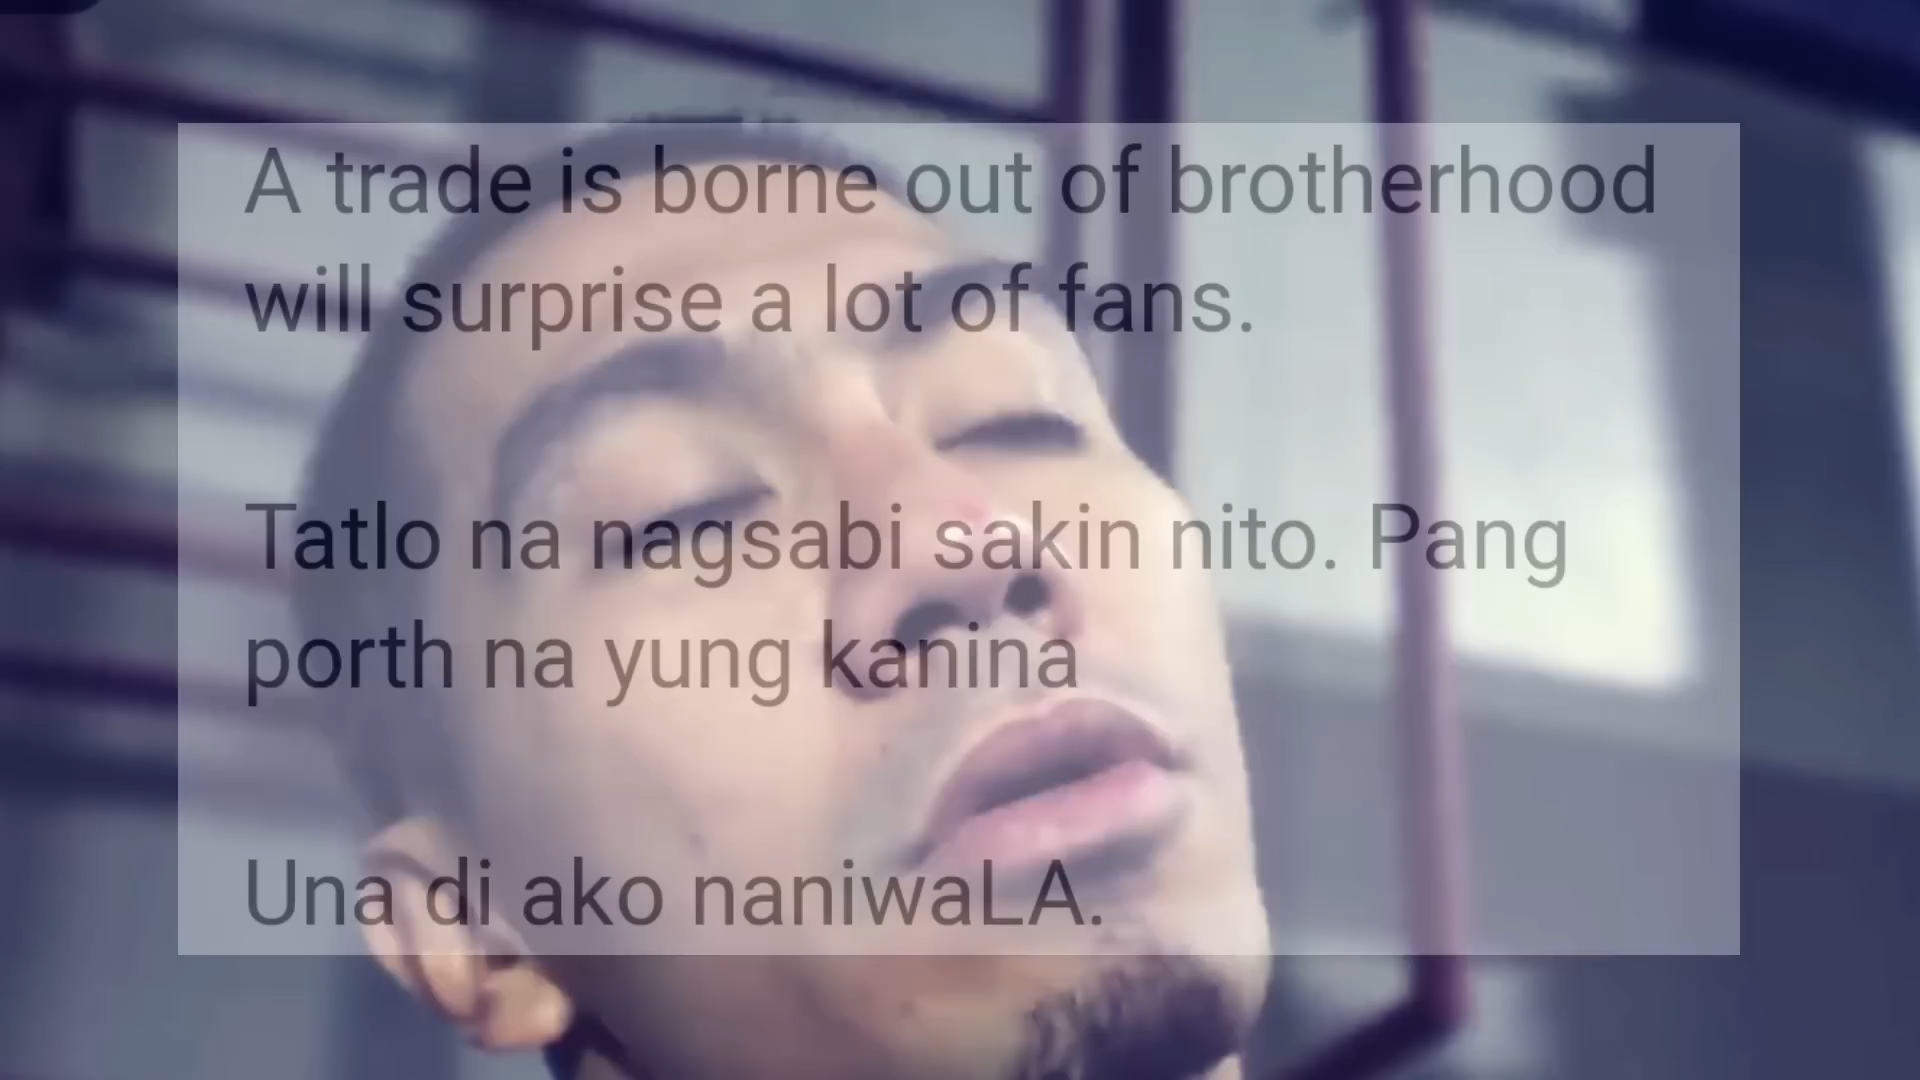 A trade is borne out of brotherhood
will surprise a lot of fans.
Tatlo na nagsabi sakin nito. Pang
porth na yung kanina
Una di ako naniwaLA.